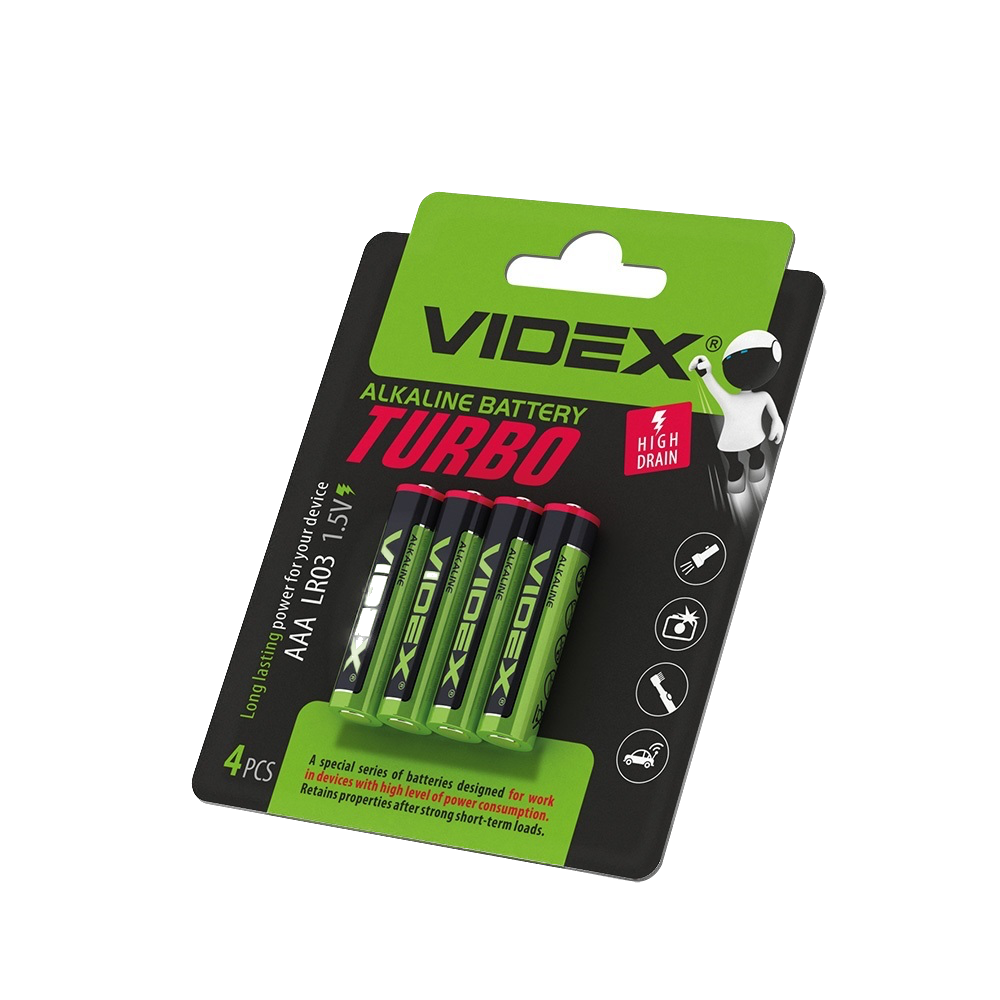 VIDEX®
ALKALINE BATTERY
TURBO
HIGH
DRAIN
Long lasting power for your device
AAA LR03 1.5V
4 PCS
VIDEX®
ALKALINE
VIDEX®
ALKALINE
VIDEX®
ALKALINE
VIDEX®
ALKALINE
A special series of batteries designed for work
in devices with high level of power consumption.
Retains properties after strong short-term loads.